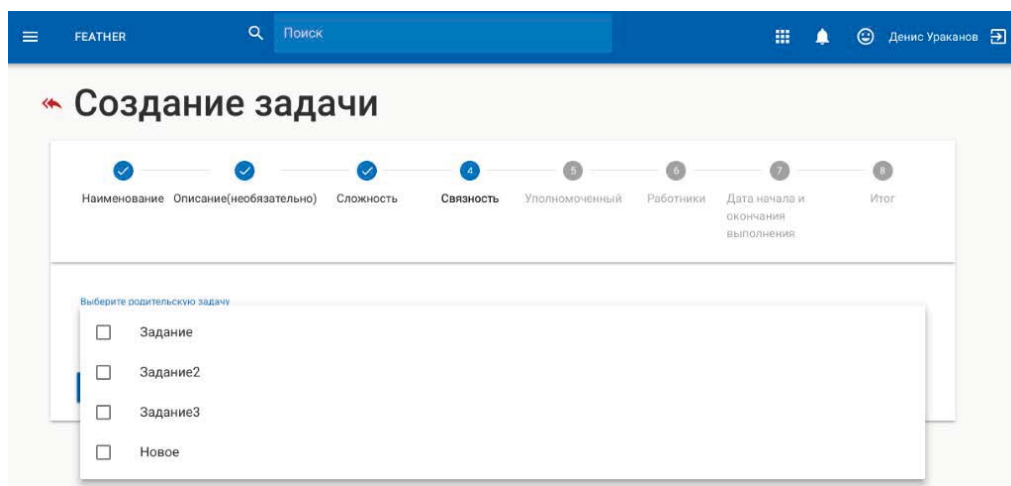 FEATHER
Поиск
Денис Ураканов
Создание задачи
4 5 6 7 8
Наименование Описание(необязательно) Сложность Связность Уполномоченный Работники Дата начала и Итог
окончания
выполнения
Выберите родительскую задачу
Задание
Задание2
Задание3
Новое